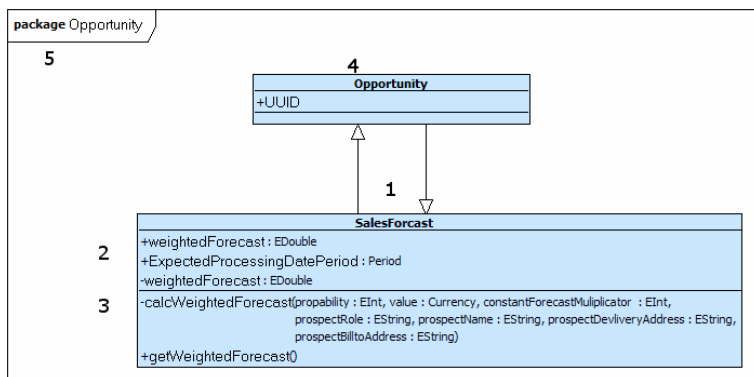 package Opportunity
5
4
Opportunity
+UUID
1
SalesForcast
+weightedForecast : EDouble
2
+ExpectedProcessingDatePeriod : Period
-weightedForecast : EDouble
3
-calcWeightedForecast(propability : EInt, value : Currency, constantForecastMuliplicator : EInt,
prospectRole : EString, prospectName : EString, prospectDevliveryAddress : EString,
prospectBilltoAddress : EString)
+getWeightedForecast()